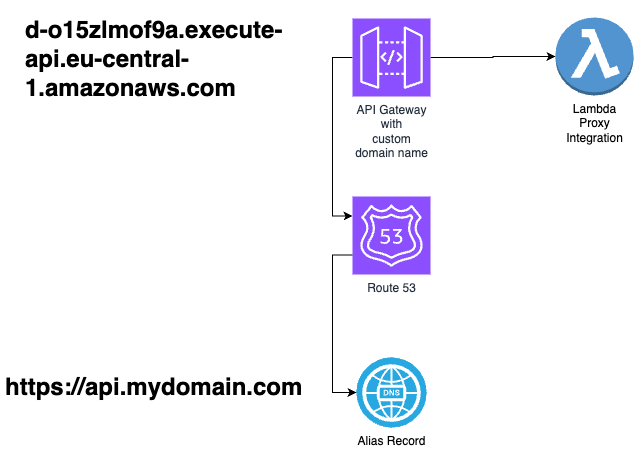 d-o15zlmof9a.execute-
api.eu-central-
1.amazonaws.com
</>
API Gateway
with
custom
domain name
Lambda
Proxy
Integration
53
Route 53
https://api.mydomain.com
DNS
Alias Record